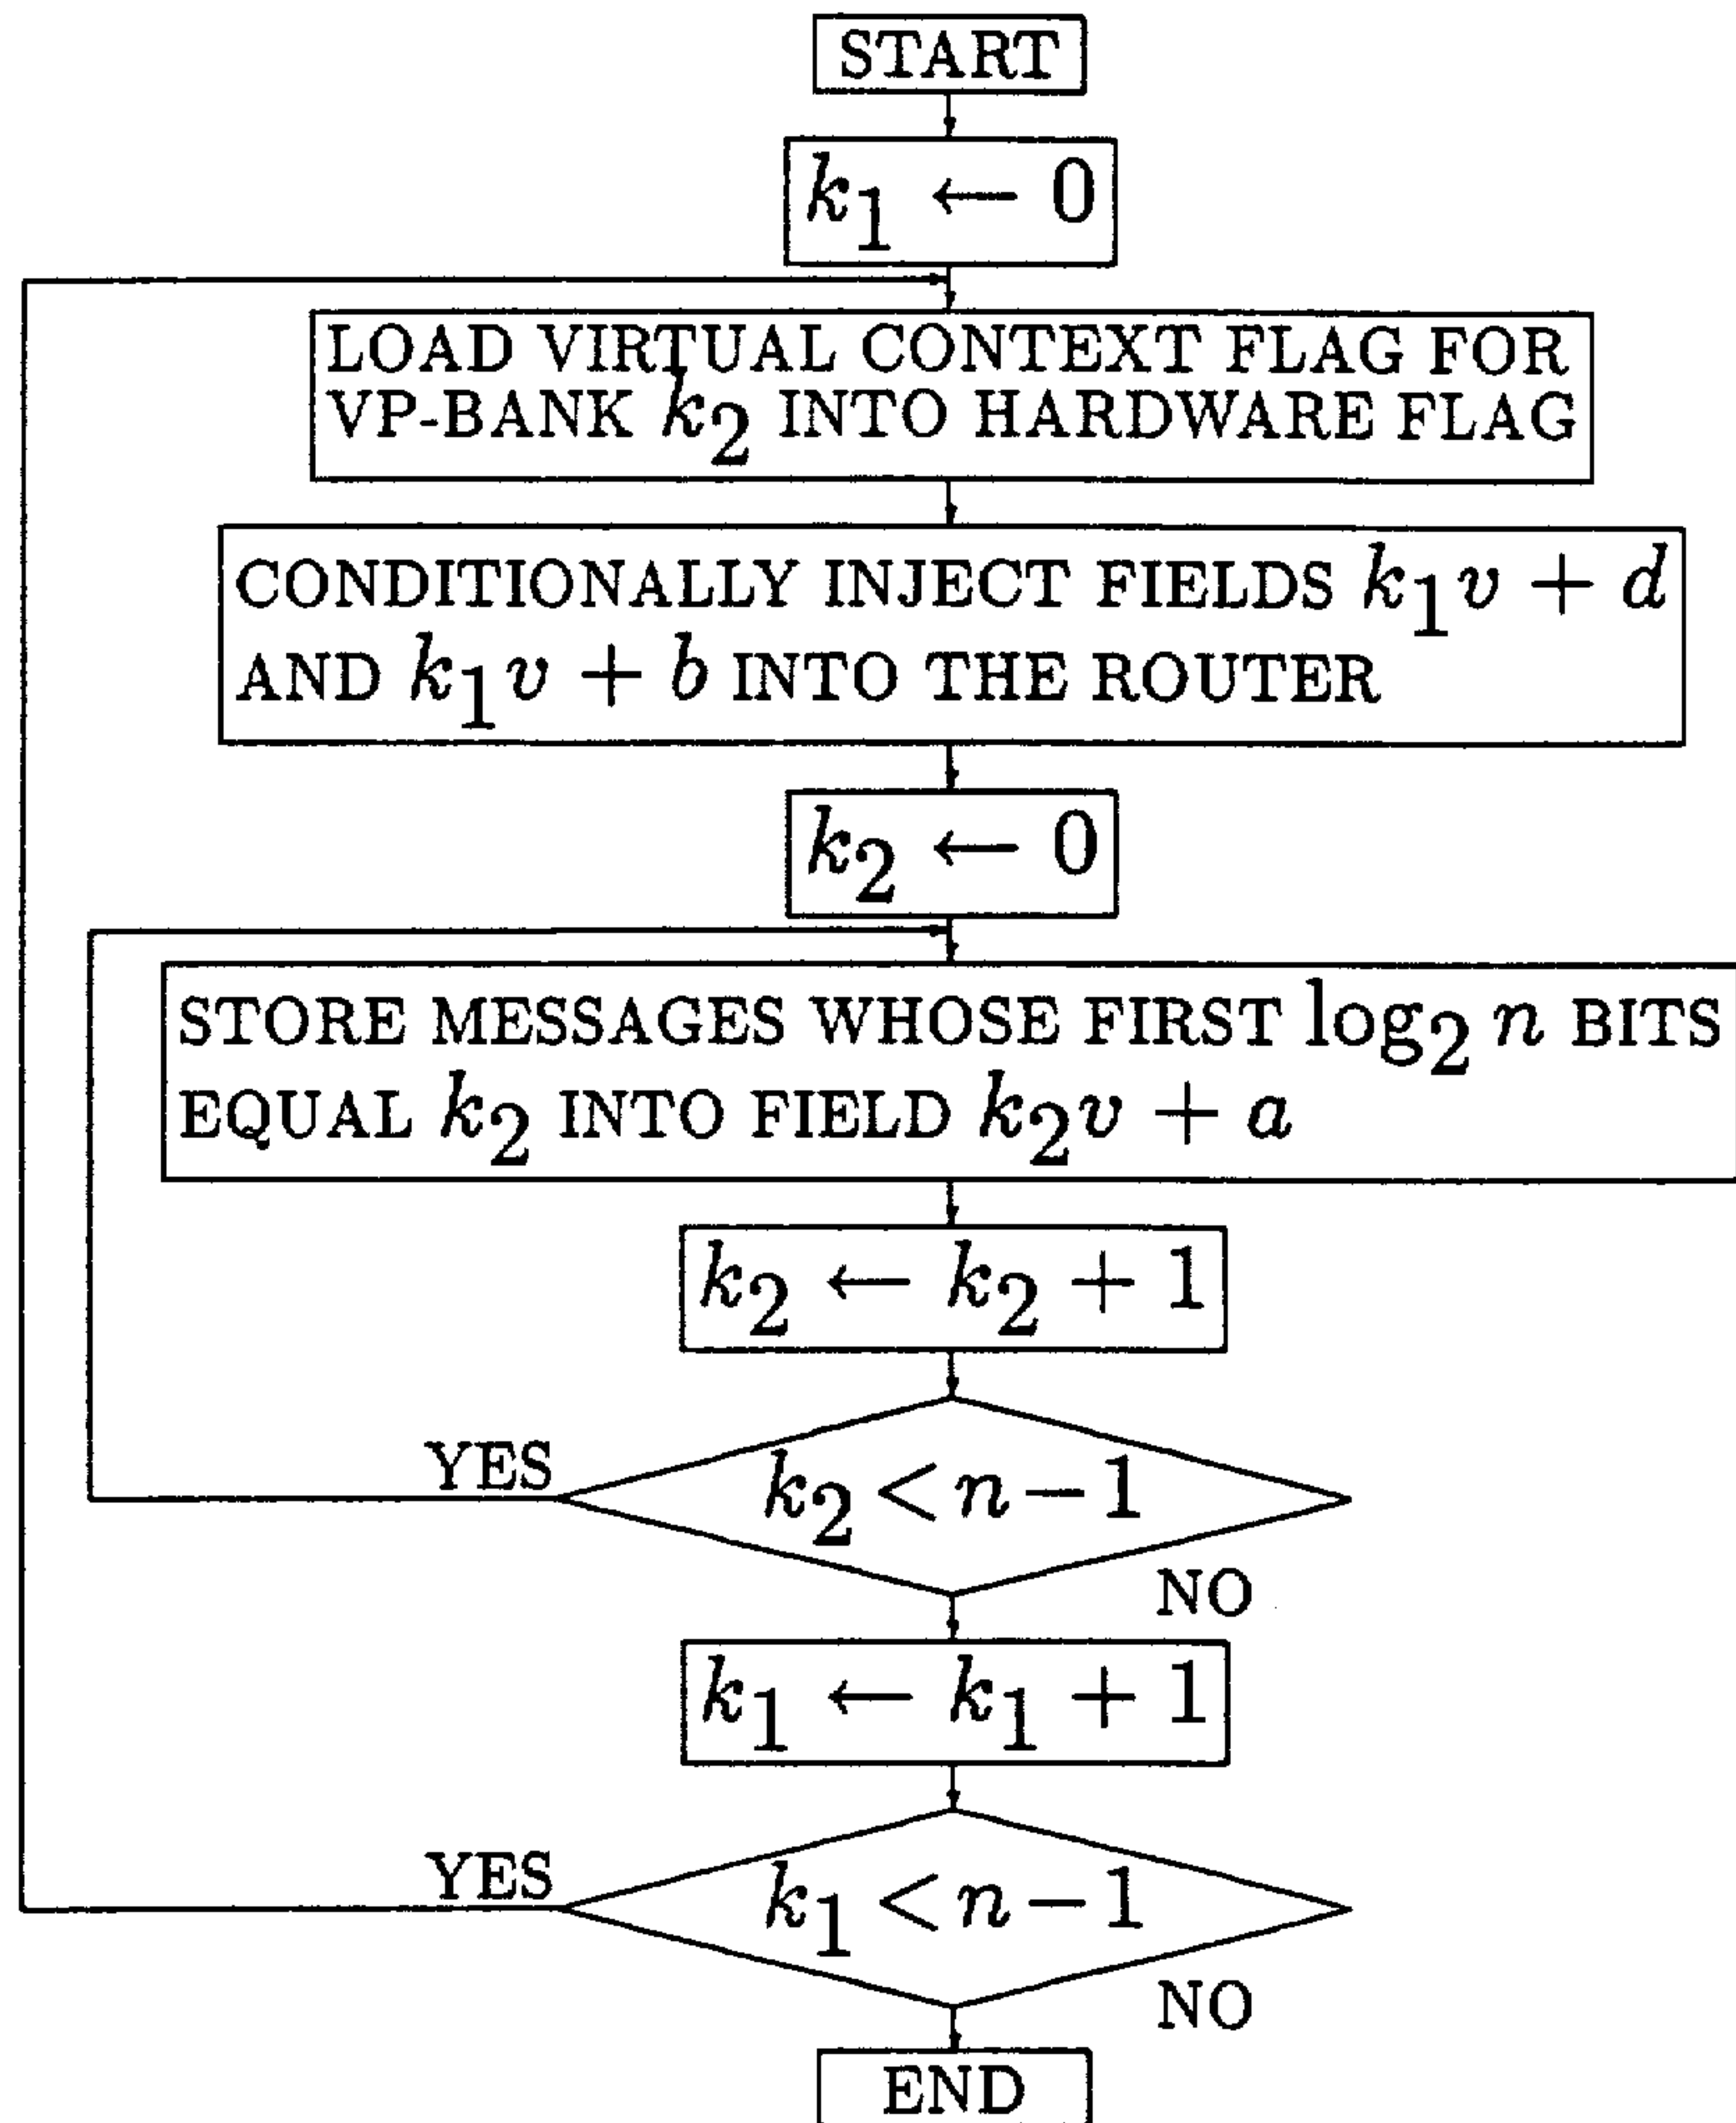 START
k₁ ← 0
LOAD VIRTUAL CONTEXT FLAG FOR
VP-BANK k₂ INTO HARDWARE FLAG
CONDITIONALLY INJECT FIELDS k₁v + d
AND k₁v + b INTO THE ROUTER
k₂ ← 0
STORE MESSAGES WHOSE FIRST log₂ n BITS
EQUAL k₂ INTO FIELD k₂v + a
k₂ ← k₂ + 1
YES
k₂ < n − 1
NO
k₁ ← k₁ + 1
YES
k₁ < n − 1
NO
END